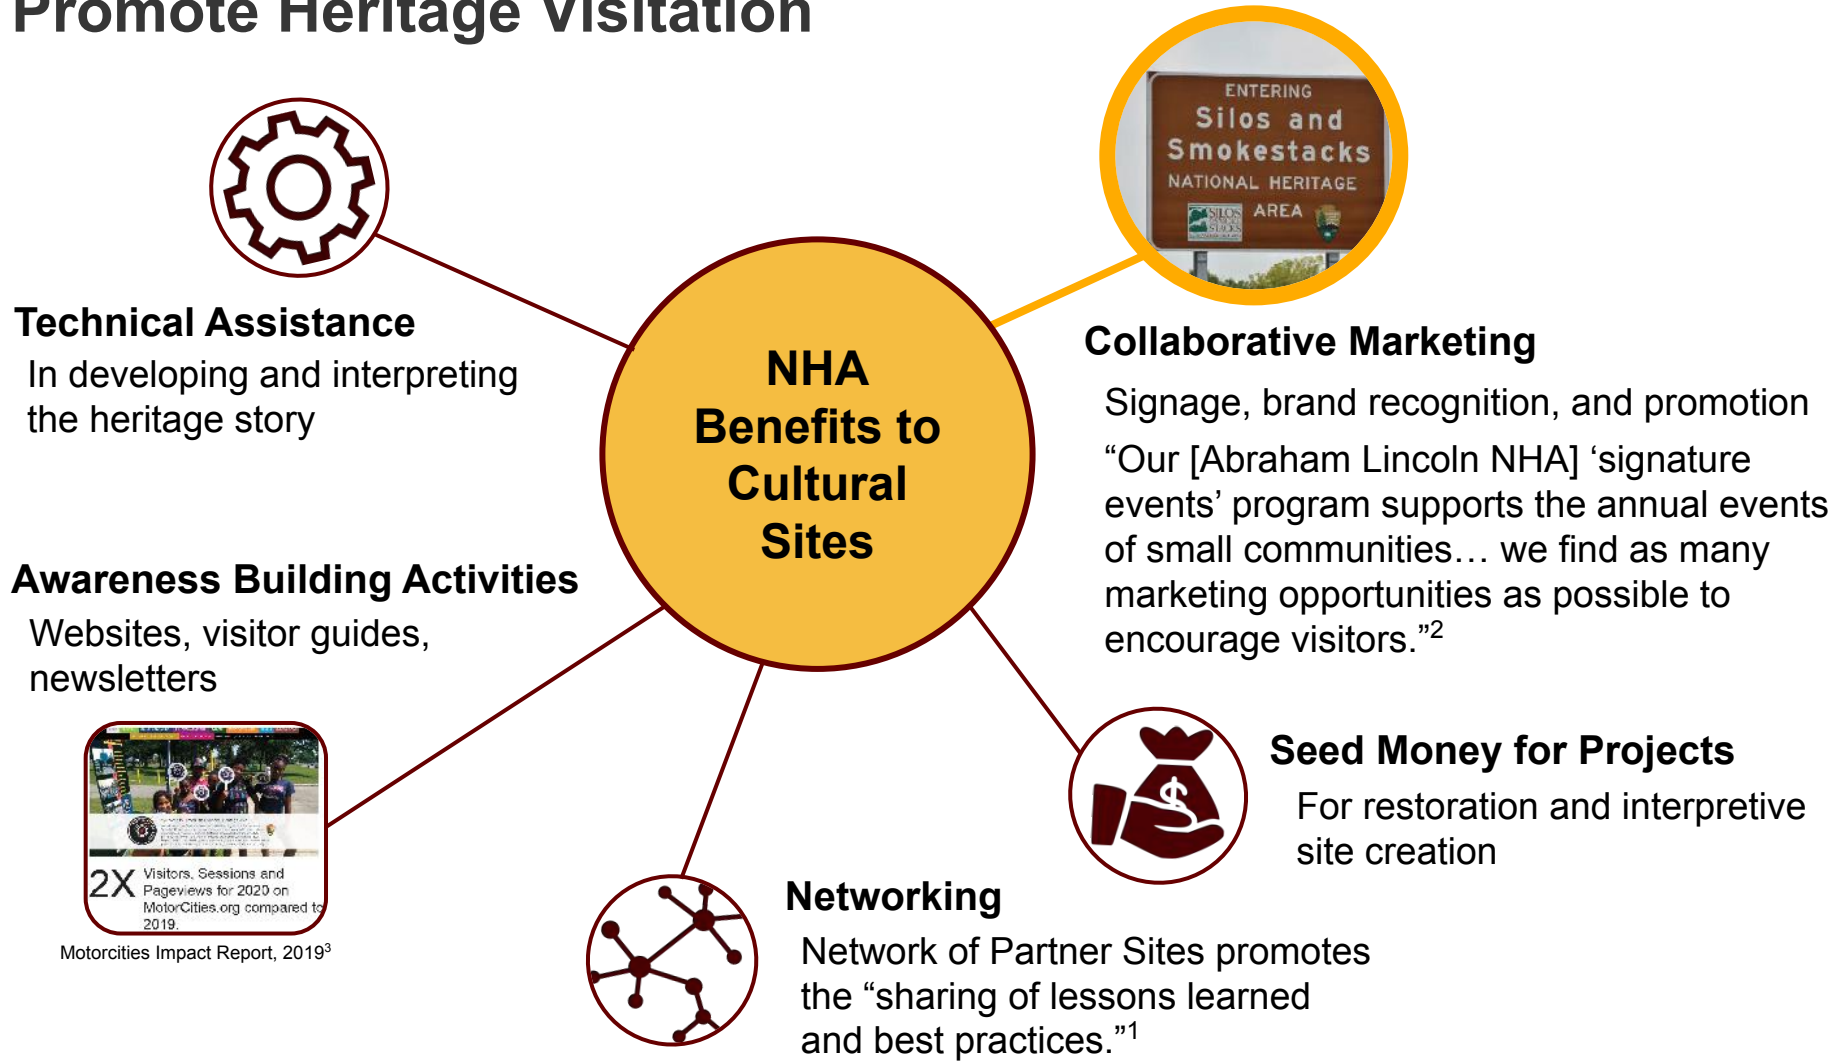 Promote Heritage Visitation
ENTERING
Silos and
Smokestacks
NATIONAL HERITAGE
AREA
SILOS
Technical Assistance
In developing and interpreting
the heritage story
NHA
Benefits to
Cultural
Sites
Collaborative Marketing
Signage, brand recognition, and promotion
“Our [Abraham Lincoln NHA] ‘signature
events’ program supports the annual events
of small communities… we find as many
marketing opportunities as possible to
encourage visitors.”2
Awareness Building Activities
Websites, visitor guides,
newsletters
2X Visitors, Sessions and
Pageviews for 2020 on
MotorCities.org compared to
2019.
Motorcities Impact Report, 20193
Seed Money for Projects
For restoration and interpretive
site creation
$
Networking
Network of Partner Sites promotes
the “sharing of lessons learned
and best practices.”1